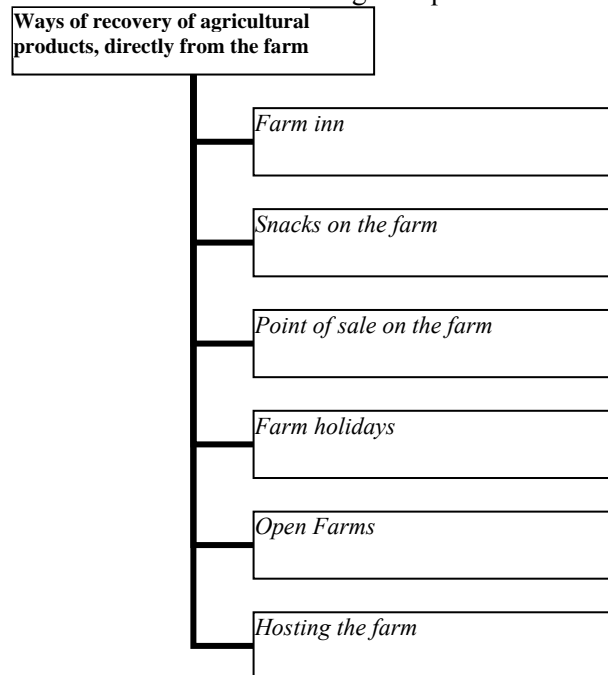 Ways of recovery of agricultural
products, directly from the farm
Farm inn
Snacks on the farm
Point of sale on the farm
Farm holidays
Open Farms
Hosting the farm